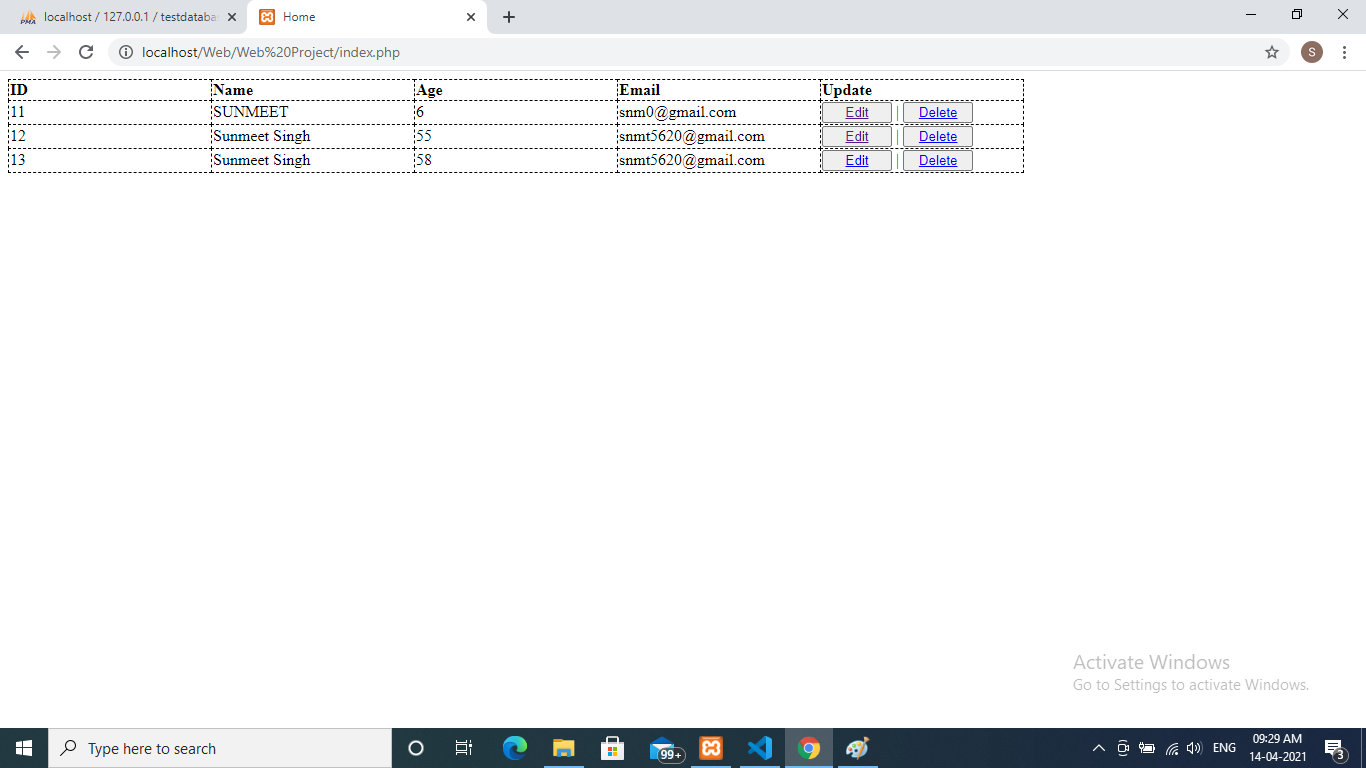 localhost / 127.0.0.1 / testdataba
Home
localhost/Web/Web%20Project/index.php
S
ID Name Age Email Update
11 SUNMEET 6 snm0@gmail.com Edit | Delete
12 Sunmeet Singh 55 snmt5620@gmail.com Edit | Delete
13 Sunmeet Singh 58 snmt5620@gmail.com Edit | Delete
Activate Windows
Go to Settings to activate Windows.
Type here to search
99+
ENG
09:29 AM
14-04-2021
3